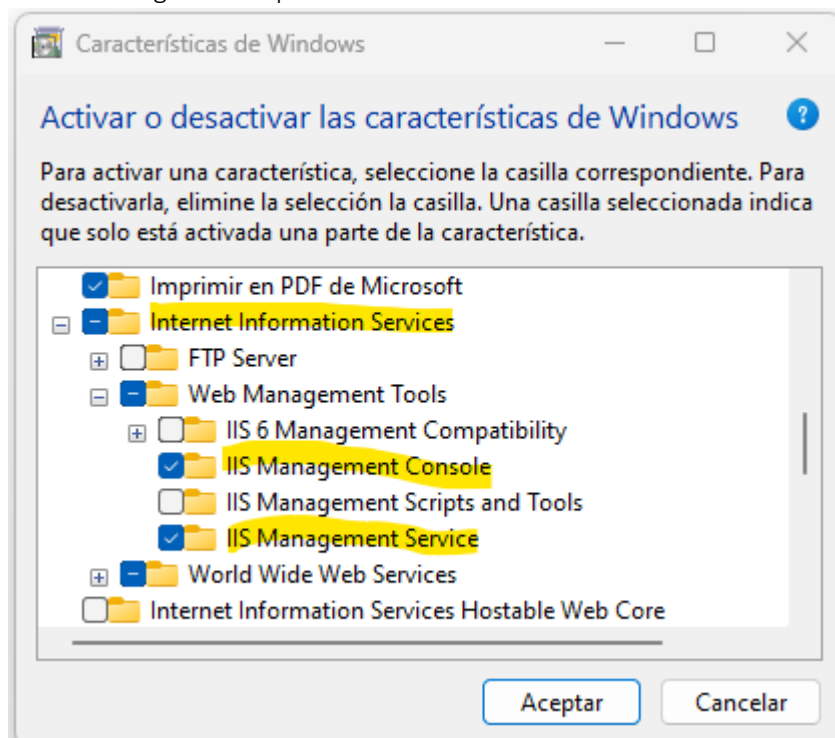 Características de Windows
Activar o desactivar las características de Windows
?
Para activar una característica, seleccione la casilla correspondiente. Para
desactivarla, elimine la selección la casilla. Una casilla seleccionada indica
que solo está activada una parte de la característica.
Imprimir en PDF de Microsoft
Internet Information Services
FTP Server
Web Management Tools
IIS 6 Management Compatibility
IIS Management Console
IIS Management Scripts and Tools
IIS Management Service
World Wide Web Services
Internet Information Services Hostable Web Core
Aceptar
Cancelar